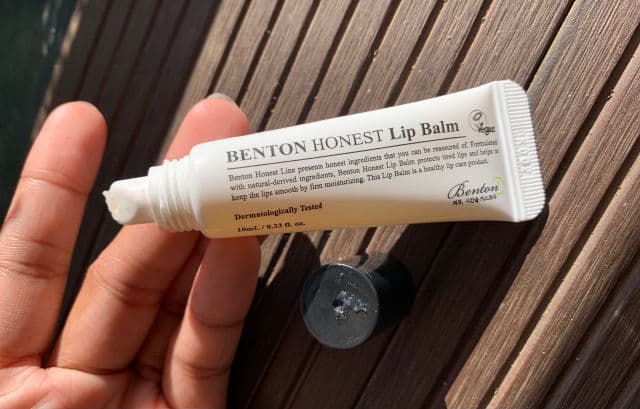 BENTON HONEST Lip Balm
Vegan
Benton Honest Line presents honest ingredients that you can be reassured of. Formulated
with natural-derived ingredients, Benton Honest Lip Balm protects tired lips and helps to
keep the lips smooth by firm moisturizing. This Lip Balm is a healthy lip care product.
Dermatologically Tested
10mL / 0.33 fl. oz.
Benton